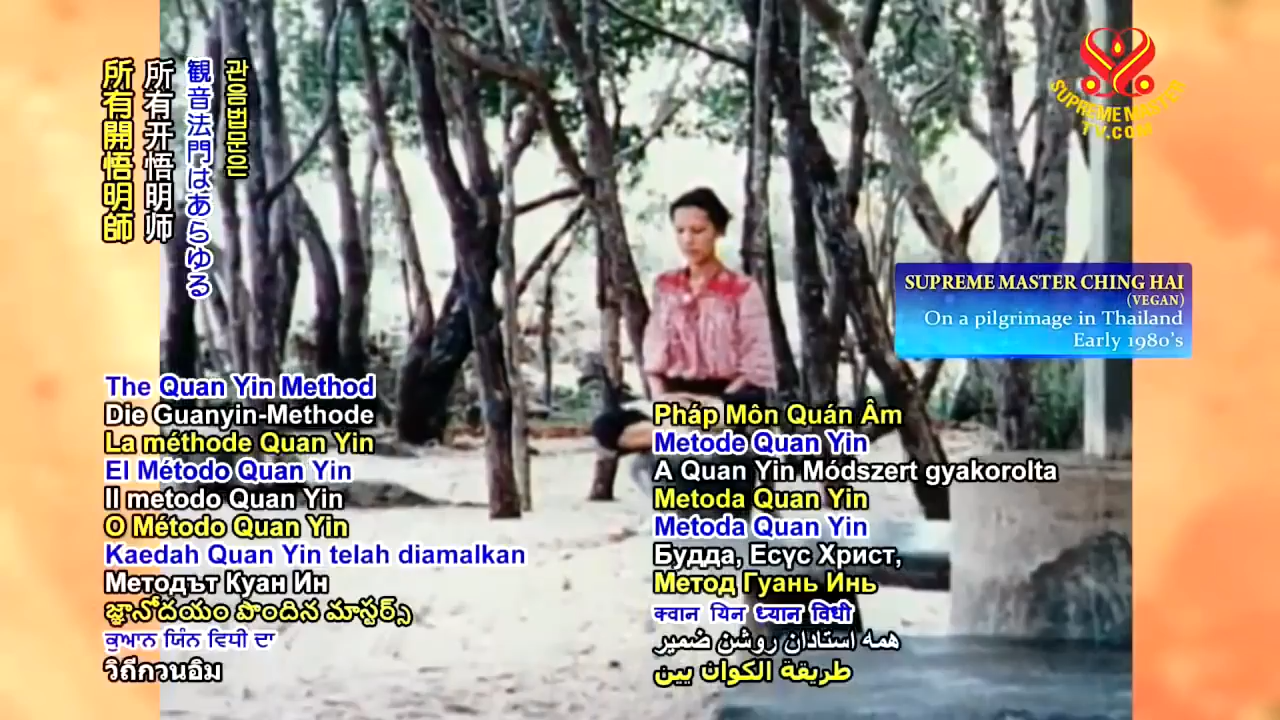 SUPREME MASTER
TV.COM
관음법문은
観音法門はあらゆる
所有开悟明师
所有開悟明師
SUPREME MASTER CHING HAI
(VEGAN)
On a pilgrimage in Thailand
Early 1980's
The Quan Yin Method
Die Guanyin-Methode
La méthode Quan Yin
El Método Quan Yin
Il metodo Quan Yin
O Método Quan Yin
Kaedah Quan Yin telah diamalkan
Методът Куан Ин
జ్ఞానోదయం పొందిన మాస్టర్స్
ਕੁਆਨ ਯਿੰਨ ਵਿਧੀ ਦਾ
วิถีกวนอิม
Pháp Môn Quán Âm
Metode Quan Yin
A Quan Yin Módszert gyakorolta
Metoda Quan Yin
Metoda Quan Yin
Будда, Есүс Христ,
Метод Гуань Инь
क्वान यिन ध्यान विधी
همه استادان روشن ضمیر
طريقة الكوان يين